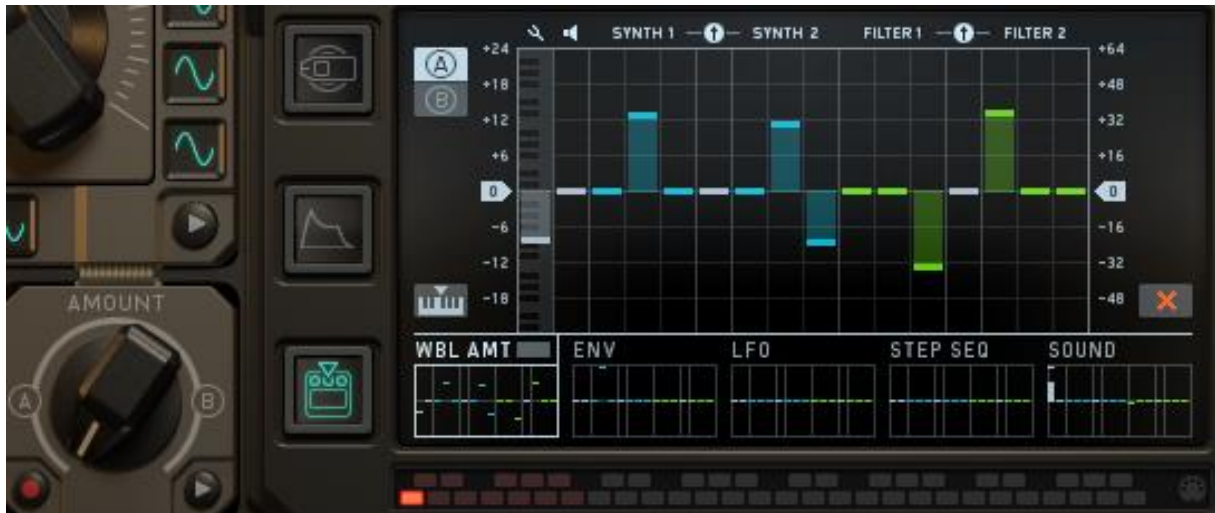 SYNTH 1 SYNTH 2 FILTER 1 FILTER 2
A
B
+24 +64
+18 +48
+12 +32
+6 +16
0 0
-6 -16
-12 -32
-18 -48
AMOUNT
A B
WBL AMT ENV LFO STEP SEQ SOUND